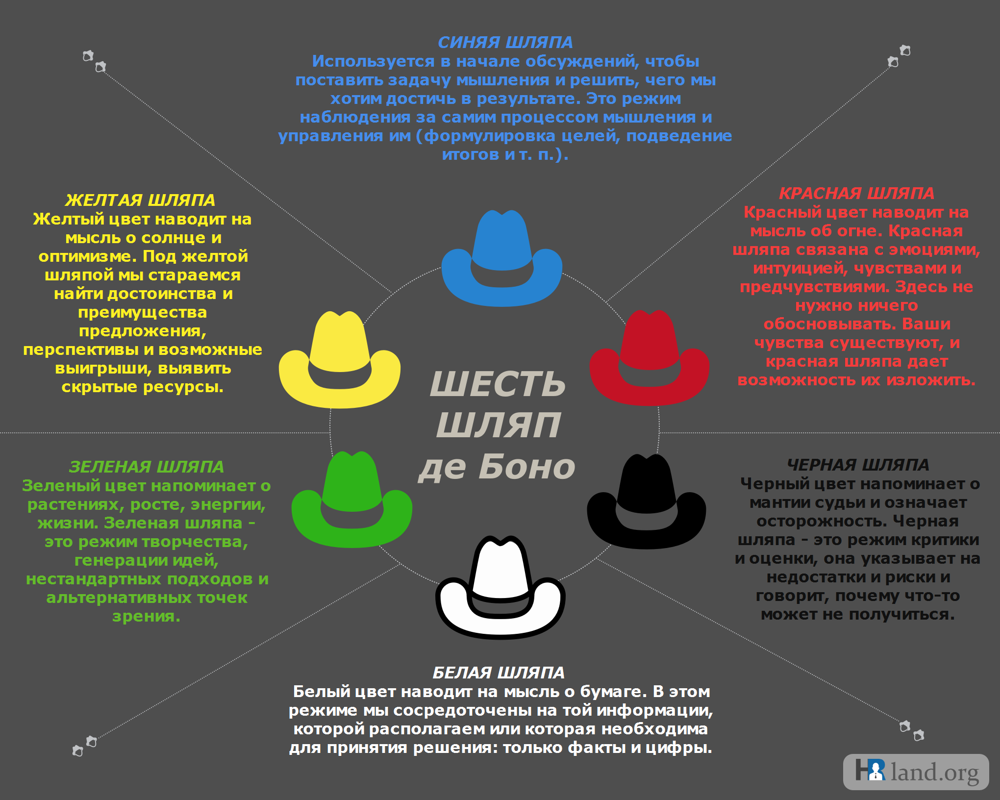 СИНЯЯ ШЛЯПА
Используется в начале обсуждений, чтобы
поставить задачу мышления и решить, чего мы
хотим достичь в результате. Это режим
наблюдения за самим процессом мышления и
управления им (формулировка целей, подведение
итогов и т. п.).
ЖЕЛТАЯ ШЛЯПА
Желтый цвет наводит на
мысль о солнце и
оптимизме. Под желтой
шляпой мы стараемся
найти достоинства и
преимущества
предложения,
перспективы и возможные
выигрыши, выявить
скрытые ресурсы.
КРАСНАЯ ШЛЯПА
Красный цвет наводит на
мысль об огне. Красная
шляпа связана с эмоциями,
интуицией, чувствами и
предчувствиями. Здесь не
нужно ничего
обосновывать. Ваши
чувства существуют, и
красная шляпа дает
возможность их изложить.
ШЕСТЬ
ШЛЯП
де Боно
ЗЕЛЕНАЯ ШЛЯПА
Зеленый цвет напоминает о
растениях, росте, энергии,
жизни. Зеленая шляпа –
это режим творчества,
генерации идей,
нестандартных подходов и
альтернативных точек
зрения.
ЧЕРНАЯ ШЛЯПА
Черный цвет напоминает о
мантии судьи и означает
осторожность. Черная
шляпа – это режим критики
и оценки, она указывает на
недостатки и риски и
говорит, почему что-то
может не получиться.
БЕЛАЯ ШЛЯПА
Белый цвет наводит на мысль о бумаге. В этом
режиме мы сосредоточены на той информации,
которой располагаем или которая необходима
для принятия решения: только факты и цифры.
HR land.org